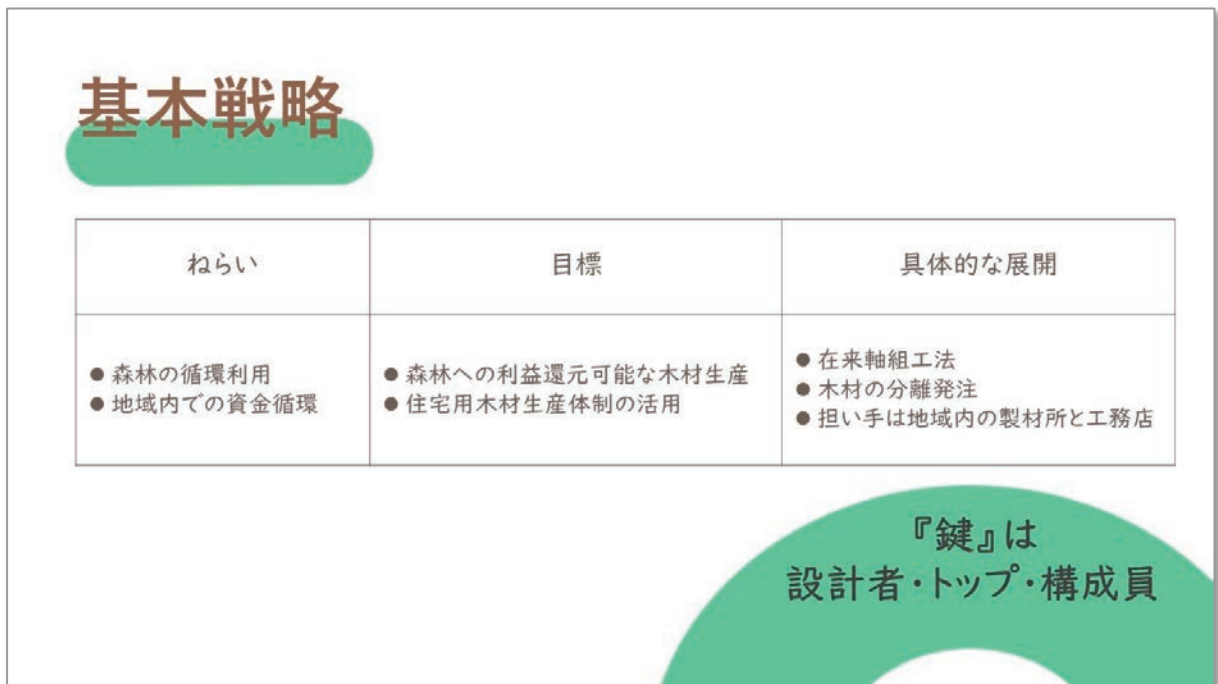 基本戦略
ねらい
目標
具体的な展開
● 森林の循環利用
● 地域内での資金循環
● 森林への利益還元可能な木材生産
● 住宅用木材生産体制の活用
● 在来軸組工法
● 木材の分離発注
● 担い手は地域内の製材所と工務店
『鍵』は
設計者・トップ・構成員